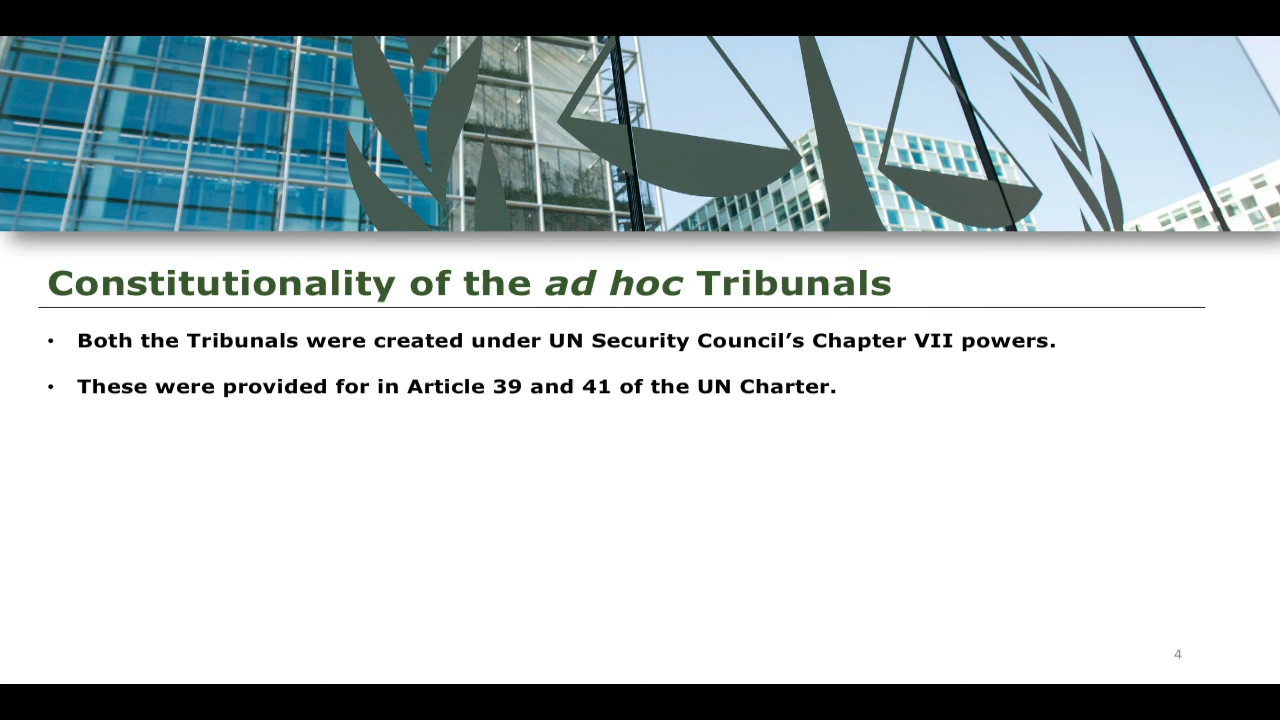 Constitutionality of the ad hoc Tribunals
• Both the Tribunals were created under UN Security Council’s Chapter VII powers.
• These were provided for in Article 39 and 41 of the UN Charter.
4